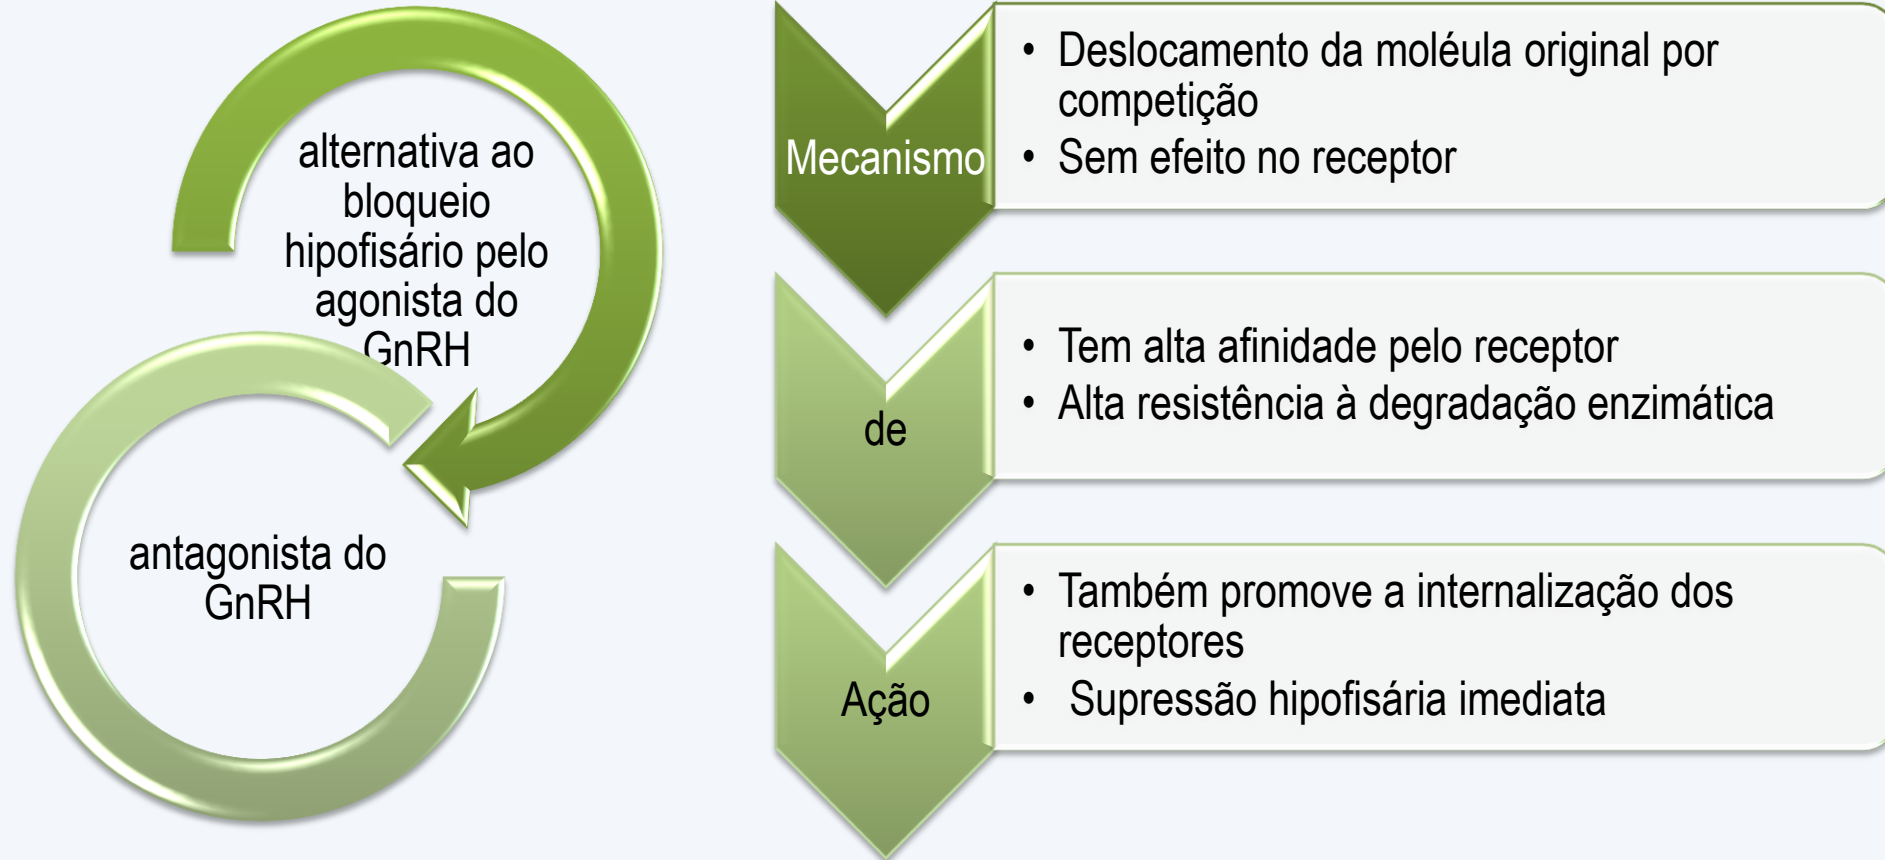 alternativa ao
bloqueio
hipofisário pelo
agonista do
GnRH
antagonista do
GnRH
Mecanismo
• Deslocamento da moléula original por
competição
• Sem efeito no receptor
de
• Tem alta afinidade pelo receptor
• Alta resistência à degradação enzimática
Ação
• Também promove a internalização dos
receptores
• Supressão hipofisária imediata